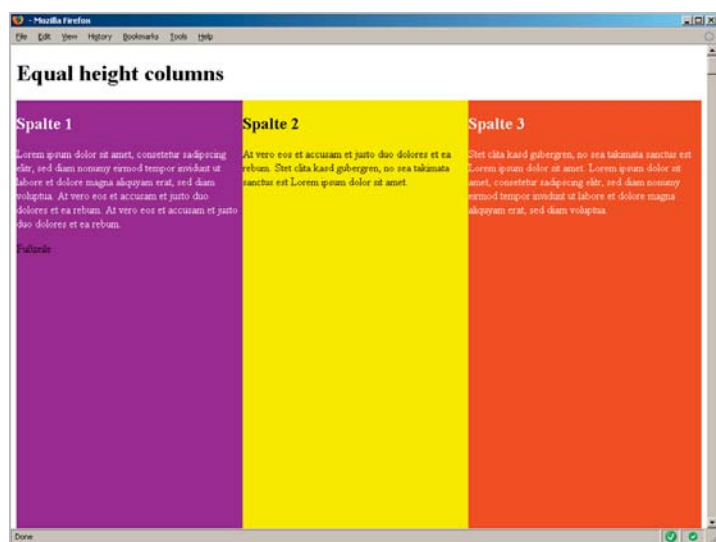 - Mozilla Firefox
File Edit View History Bookmarks Tools Help
Equal height columns
Spalte 1
Lorem ipsum dolor sit amet, consetetur sadipscing
elitr, sed diam nonumy eirmod tempor invidunt ut
labore et dolore magna aliquyam erat, sed diam
voluptua. At vero eos et accusam et justo duo
dolores et ea rebum. At vero eos et accusam et justo
duo dolores et ea rebum.
Fußzeile
Spalte 2
At vero eos et accusam et justo duo dolores et ea
rebum. Stet clita kasd gubergren, no sea takimata
sanctus est Lorem ipsum dolor sit amet.
Spalte 3
Stet clita kasd gubergren, no sea takimata sanctus est
Lorem ipsum dolor sit amet. Lorem ipsum dolor sit
amet, consetetur sadipscing elitr, sed diam nonumy
eirmod tempor invidunt ut labore et dolore magna
aliquyam erat, sed diam voluptua.
Done